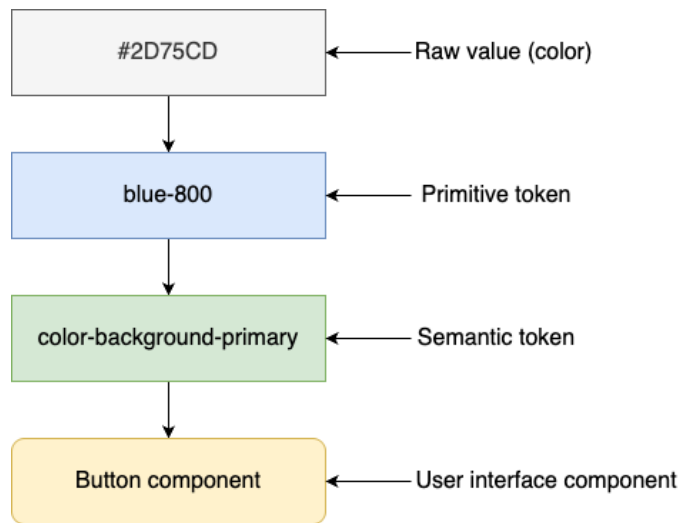 #2D75CD
Raw value (color)
blue-800
Primitive token
color-background-primary
Semantic token
Button component
User interface component